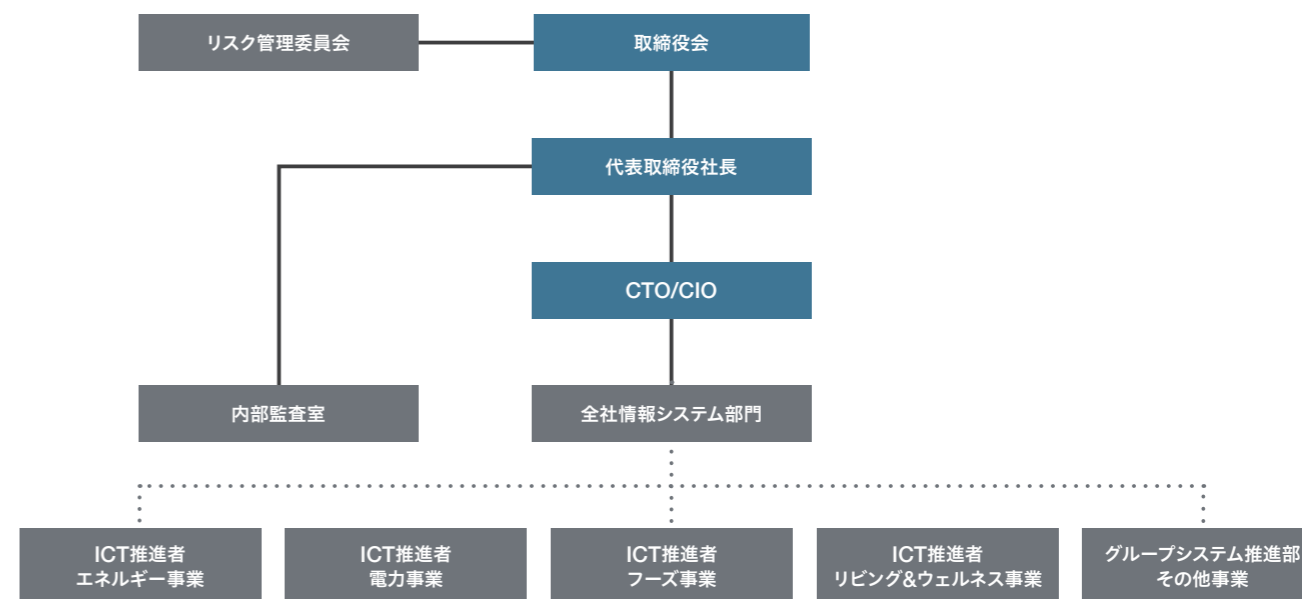 リスク管理委員会
取締役会
代表取締役社長
CTO/CIO
内部監査室
全社情報システム部門
ICT推進者
エネルギー事業
ICT推進者
電力事業
ICT推進者
フーズ事業
ICT推進者
リビング&ウェルネス事業
グループシステム推進部
その他事業